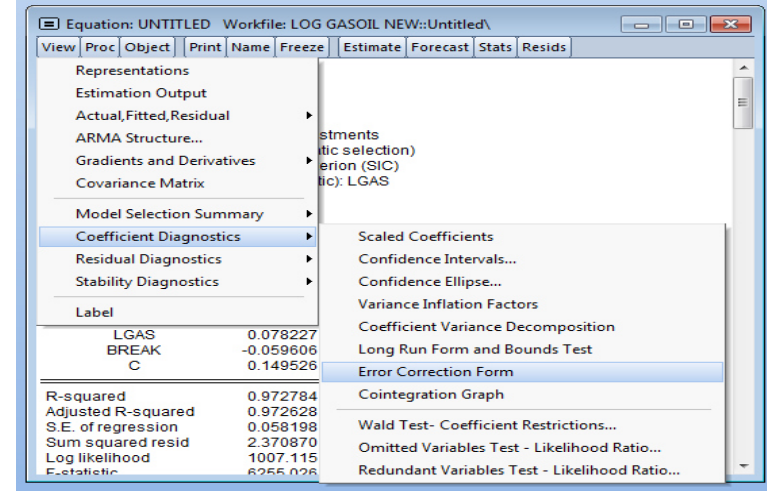 Equation: UNTITLED Workfile: LOG GASOIL NEW::Untitled\
View Proc Object Print Name Freeze Estimate Forecast Stats Resids
Representations
Estimation Output
Actual,Fitted,Residual
ARMA Structure...
Gradients and Derivatives
Covariance Matrix
Model Selection Summary
Coefficient Diagnostics
Residual Diagnostics
Stability Diagnostics
Label
stments
tic selection)
erion (SIC)
tic): LGAS
Scaled Coefficients
Confidence Intervals...
Confidence Ellipse...
Variance Inflation Factors
Coefficient Variance Decomposition
Long Run Form and Bounds Test
Error Correction Form
Cointegration Graph
Wald Test- Coefficient Restrictions...
Omitted Variables Test - Likelihood Ratio...
Redundant Variables Test - Likelihood Ratio...
LGAS 0.078227
BREAK -0.059606
C 0.149526
R-squared 0.972784
Adjusted R-squared 0.972628
S.E. of regression 0.058198
Sum squared resid 2.370870
Log likelihood 1007.115
F-statistic 6255.026